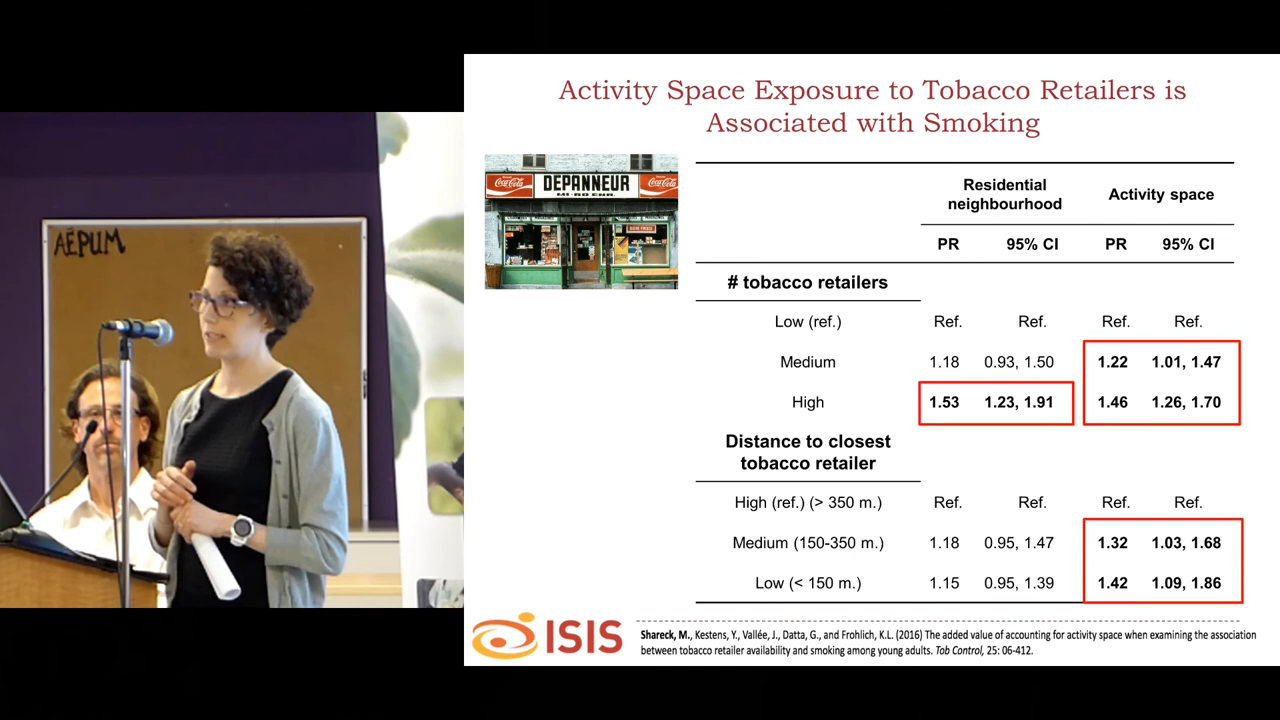 AÉPUM
Activity Space Exposure to Tobacco Retailers is
Associated with Smoking
Coca-Cola DEPANNEUR Coca-Cola
Residential
neighbourhood
Activity space
PR 95% CI PR 95% CI
# tobacco retailers
Low (ref.) Ref. Ref. Ref. Ref.
Medium 1.18 0.93, 1.50 1.22 1.01, 1.47
High 1.53 1.23, 1.91 1.46 1.26, 1.70
Distance to closest
tobacco retailer
High (ref.) (> 350 m.) Ref. Ref. Ref. Ref.
Medium (150-350 m.) 1.18 0.95, 1.47 1.32 1.03, 1.68
Low (< 150 m.) 1.15 0.95, 1.39 1.42 1.09, 1.86
ISIS
Shareck, M., Kestens, Y., Vallée, J., Datta, G., and Frohlich, K.L. (2016) The added value of accounting for activity space when examining the association
between tobacco retailer availability and smoking among young adults. Tob Control, 25: 06-412.